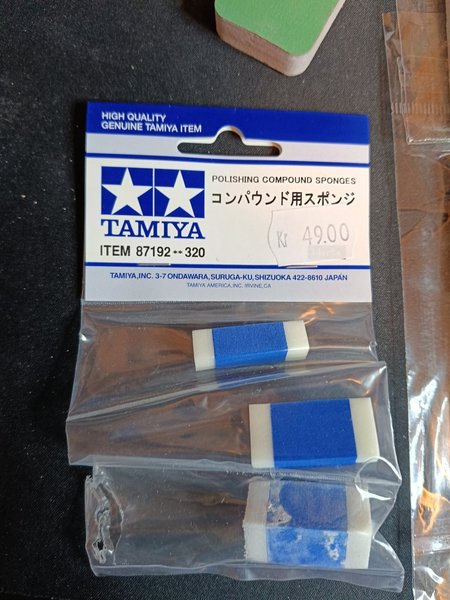 HIGH QUALITY
GENUINE TAMIYA ITEM
POLISHING COMPOUND SPONGES
コンパウンド用スポンジ
TAMIYA
Kr 49.00
ITEM 87192 ·· 320
TAMIYA, INC. 3-7 ONDAWARA, SURUGA-KU, SHIZUOKA 422-8610 JAPAN
TAMIYA AMERICA, INC. IRVINE, CA